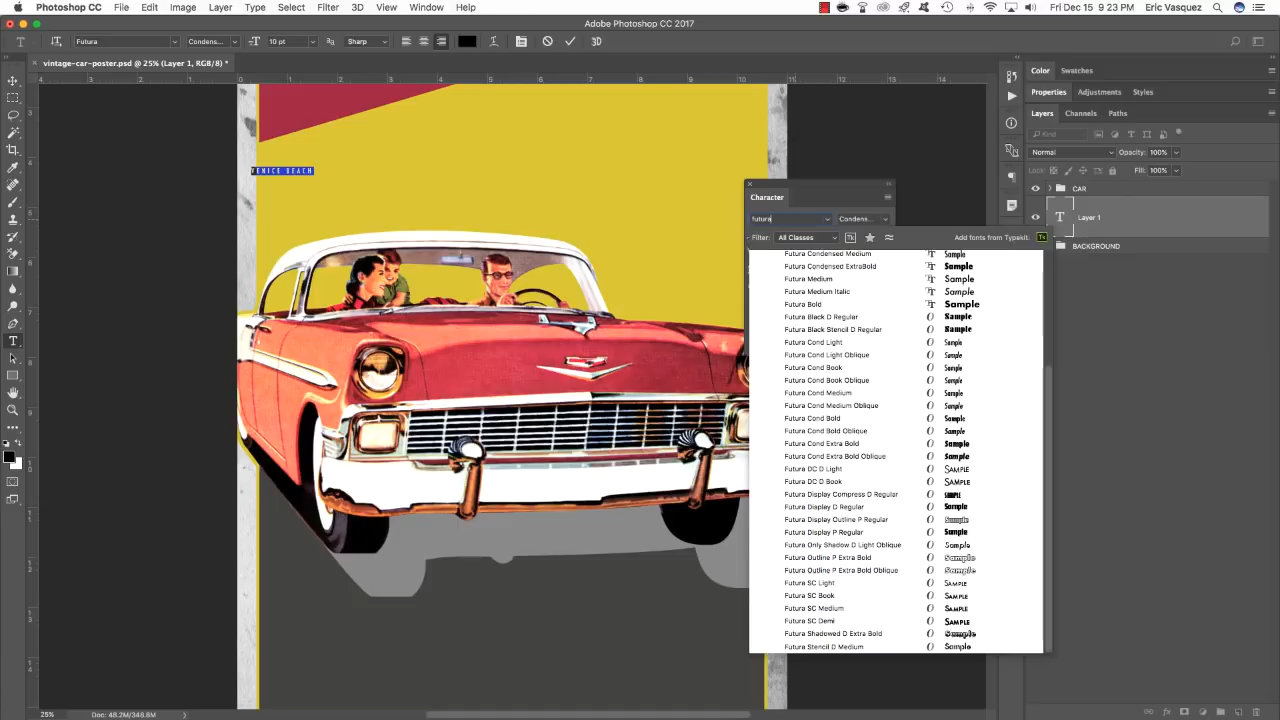 Photoshop CC File Edit Image Layer Type Select Filter 3D View Window Help Fri Dec 15 9:23 PM Eric Vasquez
Adobe Photoshop CC 2017
Futura Condens... 10 pt Sharp 3D
vintage-car-poster.psd @ 25% (Layer 1, RGB/8) *
Color Swatches
Properties Adjustments Styles
Layers Channels Paths
Kind
Normal Opacity: 100%
Lock: Fill: 100%
CAR
Layer 1
BACKGROUND
VENICE BEACH
Character
futura Condens...
Filter: All Classes Tk Add fonts from Typekit: Tk
Futura Condensed Medium Sample
Futura Condensed ExtraBold Sample
Futura Medium Sample
Futura Medium Italic Sample
Futura Bold Sample
Futura Black D Regular Sample
Futura Black Stencil D Regular Sample
Futura Cond Light Sample
Futura Cond Light Oblique Sample
Futura Cond Book Sample
Futura Cond Book Oblique Sample
Futura Cond Medium Sample
Futura Cond Medium Oblique Sample
Futura Cond Bold Sample
Futura Cond Bold Oblique Sample
Futura Cond Extra Bold Sample
Futura Cond Extra Bold Oblique Sample
Futura DC D Light Sample
Futura DC D Book Sample
Futura Display Compress D Regular Sample
Futura Display D Regular Sample
Futura Display Outline P Regular Sample
Futura Display P Regular Sample
Futura Only Shadow D Light Oblique Sample
Futura Outline P Extra Bold Sample
Futura Outline P Extra Bold Oblique Sample
Futura SC Light Sample
Futura SC Book Sample
Futura SC Medium Sample
Futura SC Demi Sample
Futura Shadowed D Extra Bold Sample
Futura Stencil D Medium Sample
25% Doc: 48.2M/348.6M